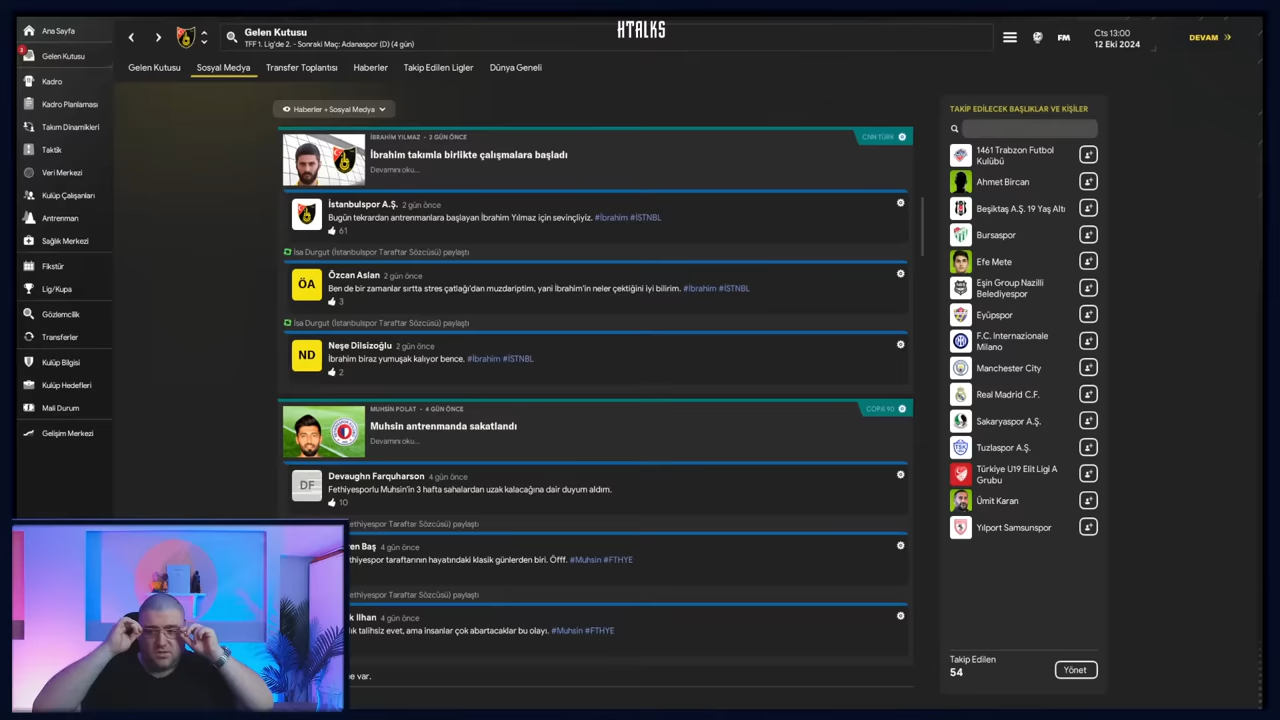 HTALKS
Gelen Kutusu
TFF 1. Lig'de 2. - Sonraki Maç: Adanaspor (D) (4 gün)
FM
Cts 13:00
12 Eki 2024
DEVAM
Ana Sayfa
3
Gelen Kutusu
Kadro
Kadro Planlaması
Takım Dinamikleri
Taktik
Veri Merkezi
Kulüp Çalışanları
Antrenman
Sağlık Merkezi
Fikstür
Lig/Kupa
Gözlemcilik
Transferler
Kulüp Bilgisi
Kulüp Hedefleri
Mali Durum
Gelişim Merkezi
Gelen Kutusu
Sosyal Medya
Transfer Toplantısı
Haberler
Takip Edilen Ligler
Dünya Geneli
Haberler + Sosyal Medya
İBRAHİM YILMAZ - 2 GÜN ÖNCE
CNN TÜRK
İbrahim takımla birlikte çalışmalara başladı
Devamını oku...
İstanbulspor A.Ş. 2 gün önce
Bugün tekrardan antrenmanlara başlayan İbrahim Yılmaz için sevinçliyiz. #İbrahim #İSTNBL
61
İsa Durgut (İstanbulspor Taraftar Sözcüsü) paylaştı
ÖA
Özcan Aslan 2 gün önce
Ben de bir zamanlar sırtta stres çatlağı'dan muzdariptim, yani İbrahim'in neler çektiğini iyi bilirim. #İbrahim #İSTNBL
3
İsa Durgut (İstanbulspor Taraftar Sözcüsü) paylaştı
ND
Neşe Dilsizoğlu 2 gün önce
İbrahim biraz yumuşak kalıyor bence. #İbrahim #İSTNBL
2
MUHSİN POLAT - 4 GÜN ÖNCE
COPA 90
Muhsin antrenmanda sakatlandı
Devamını oku...
DF
Devaughn Farquharson 4 gün önce
Fethiyesporlu Muhsin'in 3 hafta sahalardan uzak kalacağına dair duyum aldım.
10
ethiyespor Taraftar Sözcüsü) paylaştı
en Baş 4 gün önce
thiyespor taraftarının hayatındaki klasik günlerden biri. Öfff. #Muhsin #FTHYE
ethiyespor Taraftar Sözcüsü) paylaştı
k İlhan 4 gün önce
lık talihsiz evet, ama insanlar çok abartacaklar bu olayı. #Muhsin #FTHYE
e var.
TAKİP EDİLECEK BAŞLIKLAR VE KİŞİLER
1461 Trabzon Futbol
Kulübü
Ahmet Bircan
Beşiktaş A.Ş. 19 Yaş Altı
Bursaspor
Efe Mete
Eşin Group Nazilli
Belediyespor
Eyüpspor
F.C. Internazionale
Milano
Manchester City
Real Madrid C.F.
Sakaryaspor A.Ş.
Tuzlaspor A.Ş.
Türkiye U19 Elit Ligi A
Grubu
Ümit Karan
Yılport Samsunspor
Takip Edilen
54
Yönet